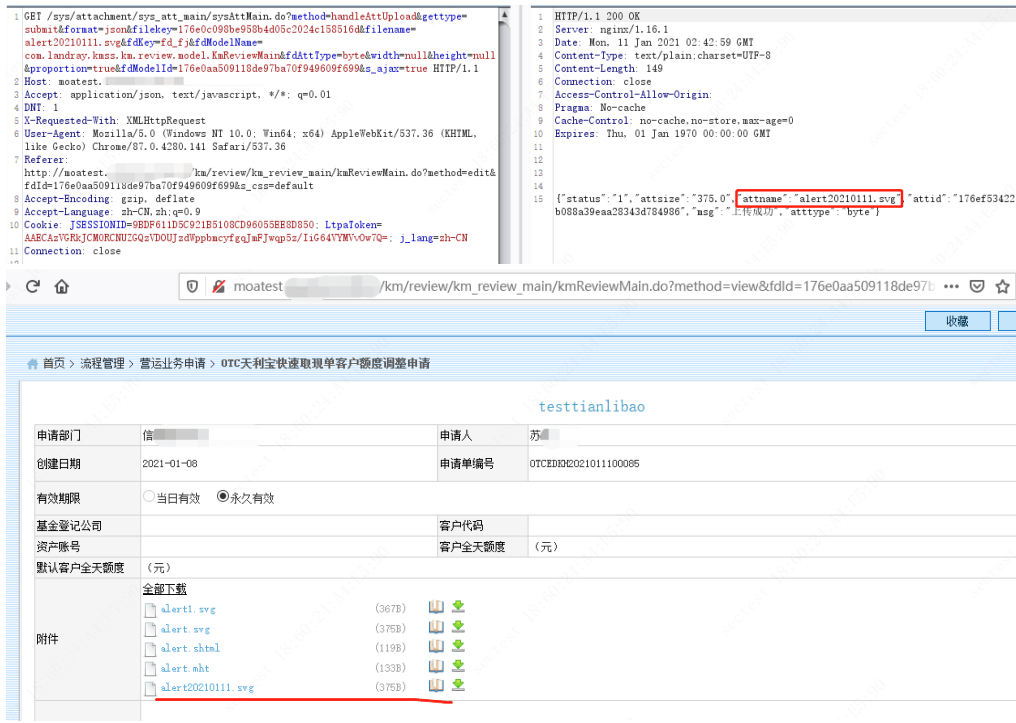 1 GET /sys/attachment/sys_att_main/sysAttMain.do?method=handleAttUpload&gettype=
submit&format=json&filekey=176e0c098be958b4d05c2024c158516d&filename=
alert20210111.svg&fdKey=fd_fj&fdModelName=
com.landray.kmss.km.review.model.KmReviewMain&fdAttType=byte&width=null&height=null
&proportion=true&fdModelId=176e0aa509118de97ba70f949609f699&s_ajax=true HTTP/1.1
2 Host: moatest.
3 Accept: application/json, text/javascript, */*; q=0.01
4 DNT: 1
5 X-Requested-With: XMLHttpRequest
6 User-Agent: Mozilla/5.0 (Windows NT 10.0; Win64; x64) AppleWebKit/537.36 (KHTML,
like Gecko) Chrome/87.0.4280.141 Safari/537.36
7 Referer:
http://moatest. /km/review/km_review_main/kmReviewMain.do?method=edit&
fdId=176e0aa509118de97ba70f949609f699&s_css=default
8 Accept-Encoding: gzip, deflate
9 Accept-Language: zh-CN,zh;q=0.9
10 Cookie: JSESSIONID=9EDF611D5C921B5108CD96055EE8D850; LtpaToken=
AAECAzVGRkJCM0RCNUZGQzVDOUJzdWppbmcyfgqJmFJwqp5z/IiG64VYMVvOw7Q=; j_lang=zh-CN
11 Connection: close
1 HTTP/1.1 200 OK
2 Server: nginx/1.16.1
3 Date: Mon, 11 Jan 2021 02:42:59 GMT
4 Content-Type: text/plain;charset=UTF-8
5 Content-Length: 149
6 Connection: close
7 Access-Control-Allow-Origin:
8 Pragma: No-cache
9 Cache-Control: no-cache,no-store,max-age=0
10 Expires: Thu, 01 Jan 1970 00:00:00 GMT
11
12
13
14
15 {"status":"1","attsize":"375.0","attname":"alert20210111.svg","attid":"176ef53422
b088a39eaa28343d784986","msg":"上传成功","atttype":"byte"}
moatest. /km/review/km_review_main/kmReviewMain.do?method=view&fdId=176e0aa509118de97b
收藏
首页 > 流程管理 > 营运业务申请 > OTC天利宝快速取现单客户额度调整申请
testtianlibao
申请部门 信 申请人 苏
创建日期 2021-01-08 申请单编号 OTCEDKH2021011100085
有效期限 当日有效 永久有效
基金登记公司 客户代码
资产账号 客户全天额度 （元）
默认客户全天额度 （元）
全部下载
附件
alert1.svg (367B)
alert.svg (375B)
alert.shtml (119B)
alert.mht (133B)
alert20210111.svg (375B)